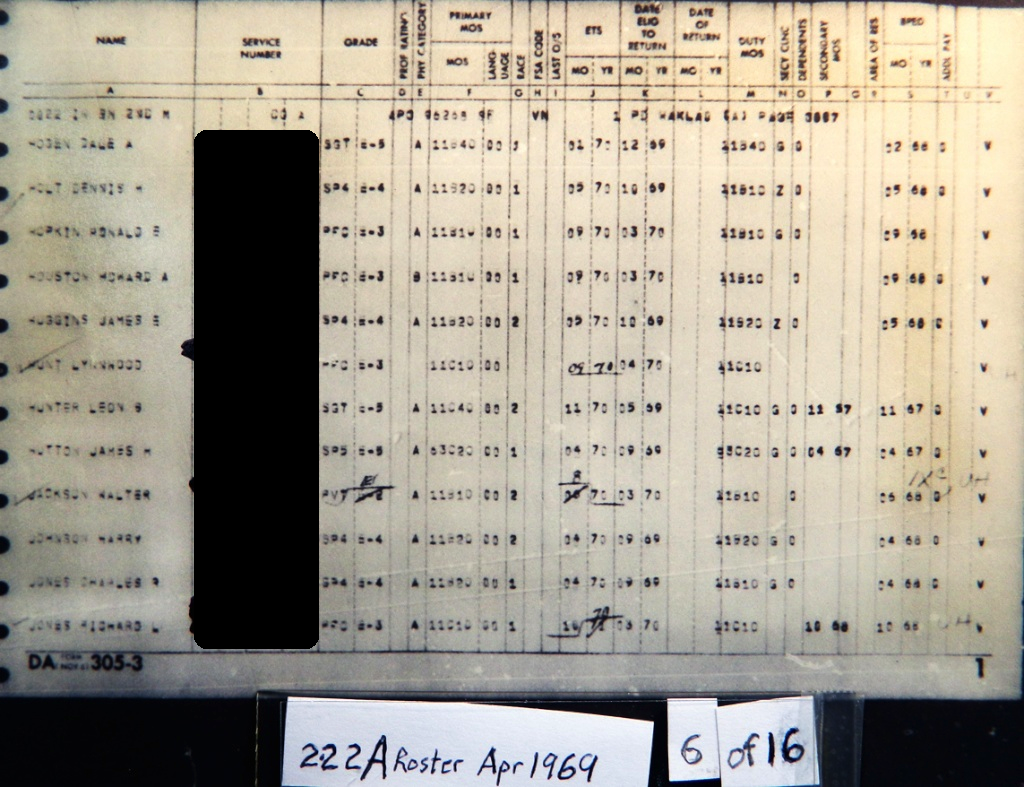 NAME SERVICE NUMBER GRADE PROF RATING PHY CATEGORY PRIMARY MOS MOS LANGUAGE RACE FSA CODE LAST O/S ETS MO YR DATE ELIG TO RETURN MO YR DATE OF RETURN MO YR DUTY MOS SECY CLNC DEPENDENTS SECONDARY MOS AREA OF RES BPED MO YR ADDL PAY
A B C D E F G H I J K L M N O P Q R S T U V
CO A APO 96268 SF VN 1 PD PAGE
HOGEN DALE A SGT E-5 A 11B40 00 01 70 12 69 11B40 G 0 02 68 0 V
HOLT DENNIS SP4 E-4 A 11B20 00 1 05 70 10 69 11B10 Z 0 05 68 0 V
HOPKIN RONALD PFC E-3 A 11B10 00 1 09 70 03 70 11B10 G 0 09 68 V
HOUSTON HOWARD A PFC E-3 B 11B10 00 1 09 70 03 70 11B10 0 09 68 0 V
HUGGINS JAMES SP4 E-4 A 11B20 00 2 05 70 10 69 11B20 Z 0 05 68 0 V
HUNT LYNNWOOD PFC E-3 11C10 00 09 70 04 70 11C10
HUNTER LEON SGT E-5 A 11C40 00 2 11 70 05 69 11C10 G 0 11 67 11 67 0 V
HUTTON JAMES SP5 E-5 A 63C20 00 1 04 70 09 69 63C20 G 0 04 67 04 67 0 V
JACKSON WALTER PVT A 11B10 00 2 8 70 03 70 11B10 0 68 0 V
JOHNSON HARRY SP4 E-4 A 11B20 00 2 04 70 09 69 11B20 G 0 04 68 0 V
JONES CHARLES SP4 E-4 A 11B20 00 1 04 70 09 69 11B10 G 0 04 68 0 V
JONES RICHARD PFC E-3 A 11C10 00 1 10 70 03 70 11C10 10 68 10 68
DA FORM 305-3 1
222A Roster Apr 1969 6 of 16